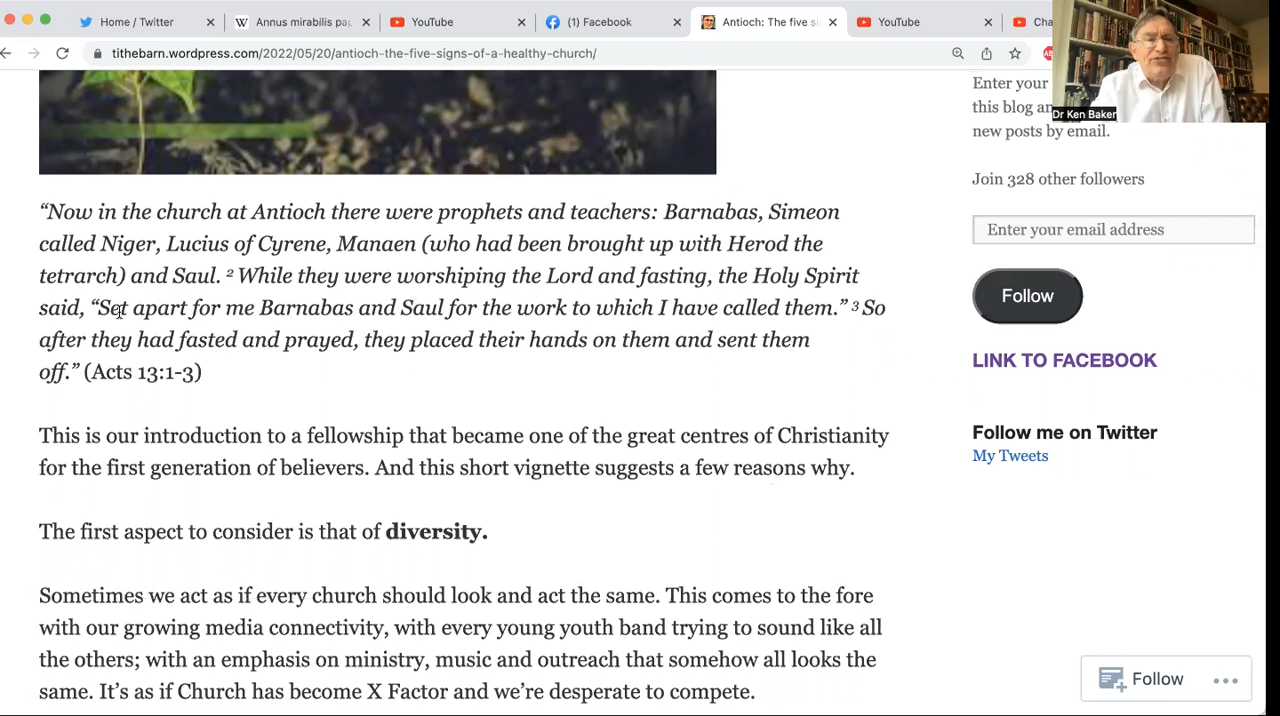 Home / Twitter
Annus mirabilis pap
YouTube
(1) Facebook
Antioch: The five si
YouTube
Cha
tithebarn.wordpress.com/2022/05/20/antioch-the-five-signs-of-a-healthy-church/
Dr Ken Baker
Enter your
this blog an
new posts by email.
Join 328 other followers
Enter your email address
Follow
LINK TO FACEBOOK
Follow me on Twitter
My Tweets
“Now in the church at Antioch there were prophets and teachers: Barnabas, Simeon
called Niger, Lucius of Cyrene, Manaen (who had been brought up with Herod the
tetrarch) and Saul. ² While they were worshiping the Lord and fasting, the Holy Spirit
said, “Set apart for me Barnabas and Saul for the work to which I have called them.” ³ So
after they had fasted and prayed, they placed their hands on them and sent them
off.” (Acts 13:1-3)
This is our introduction to a fellowship that became one of the great centres of Christianity
for the first generation of believers. And this short vignette suggests a few reasons why.
The first aspect to consider is that of diversity.
Sometimes we act as if every church should look and act the same. This comes to the fore
with our growing media connectivity, with every young youth band trying to sound like all
the others; with an emphasis on ministry, music and outreach that somehow all looks the
same. It’s as if Church has become X Factor and we’re desperate to compete.
Follow